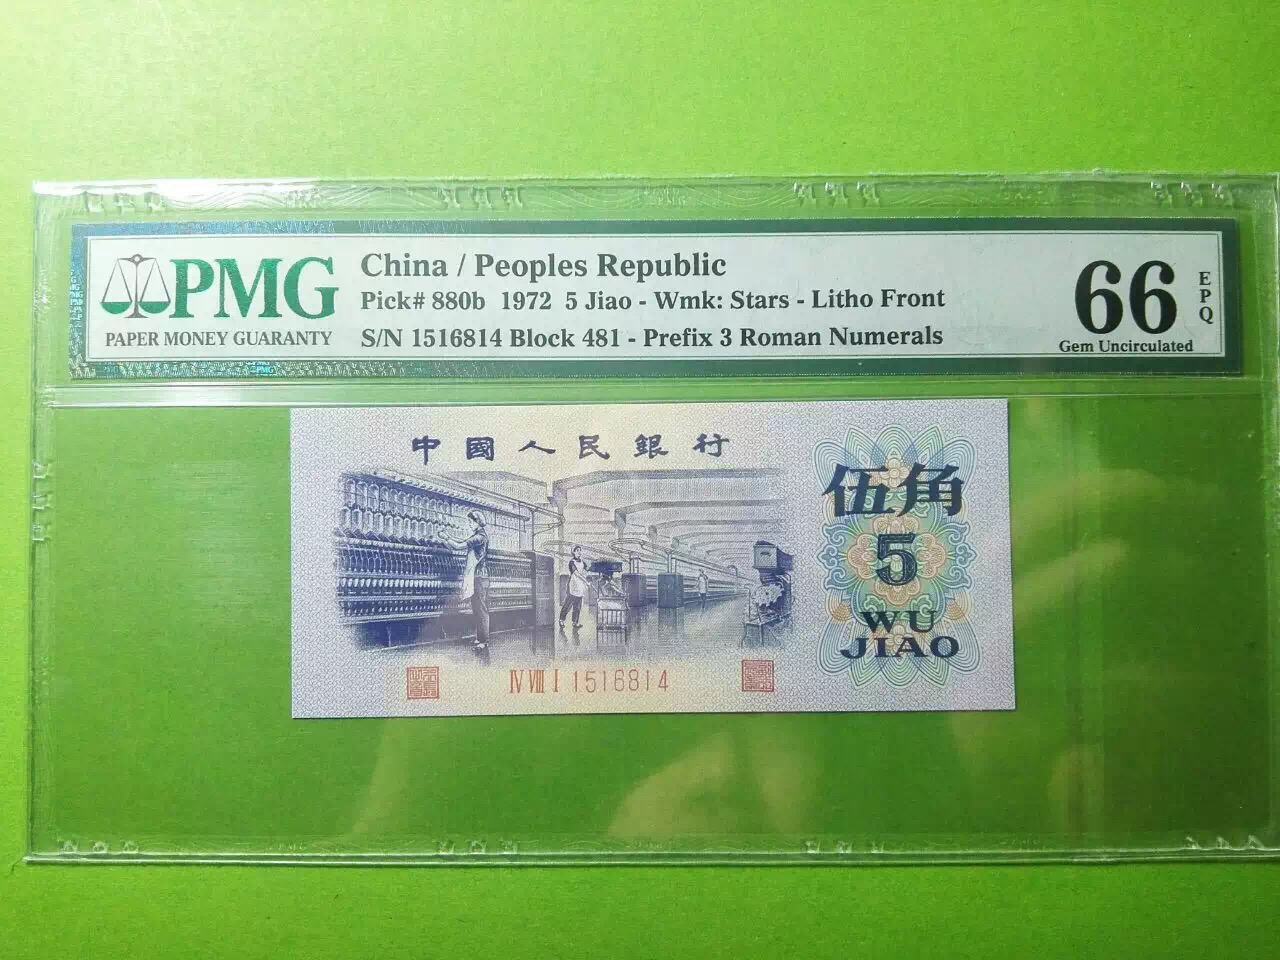 PMG
PAPER MONEY GUARANTY
China / Peoples Republic
Pick# 880b 1972 5 Jiao - Wmk: Stars - Litho Front
S/N 1516814 Block 481 - Prefix 3 Roman Numerals
66
EPQ
Gem Uncirculated
中國人民銀行
伍角
5
WU
JIAO
IV VIII I 1516814